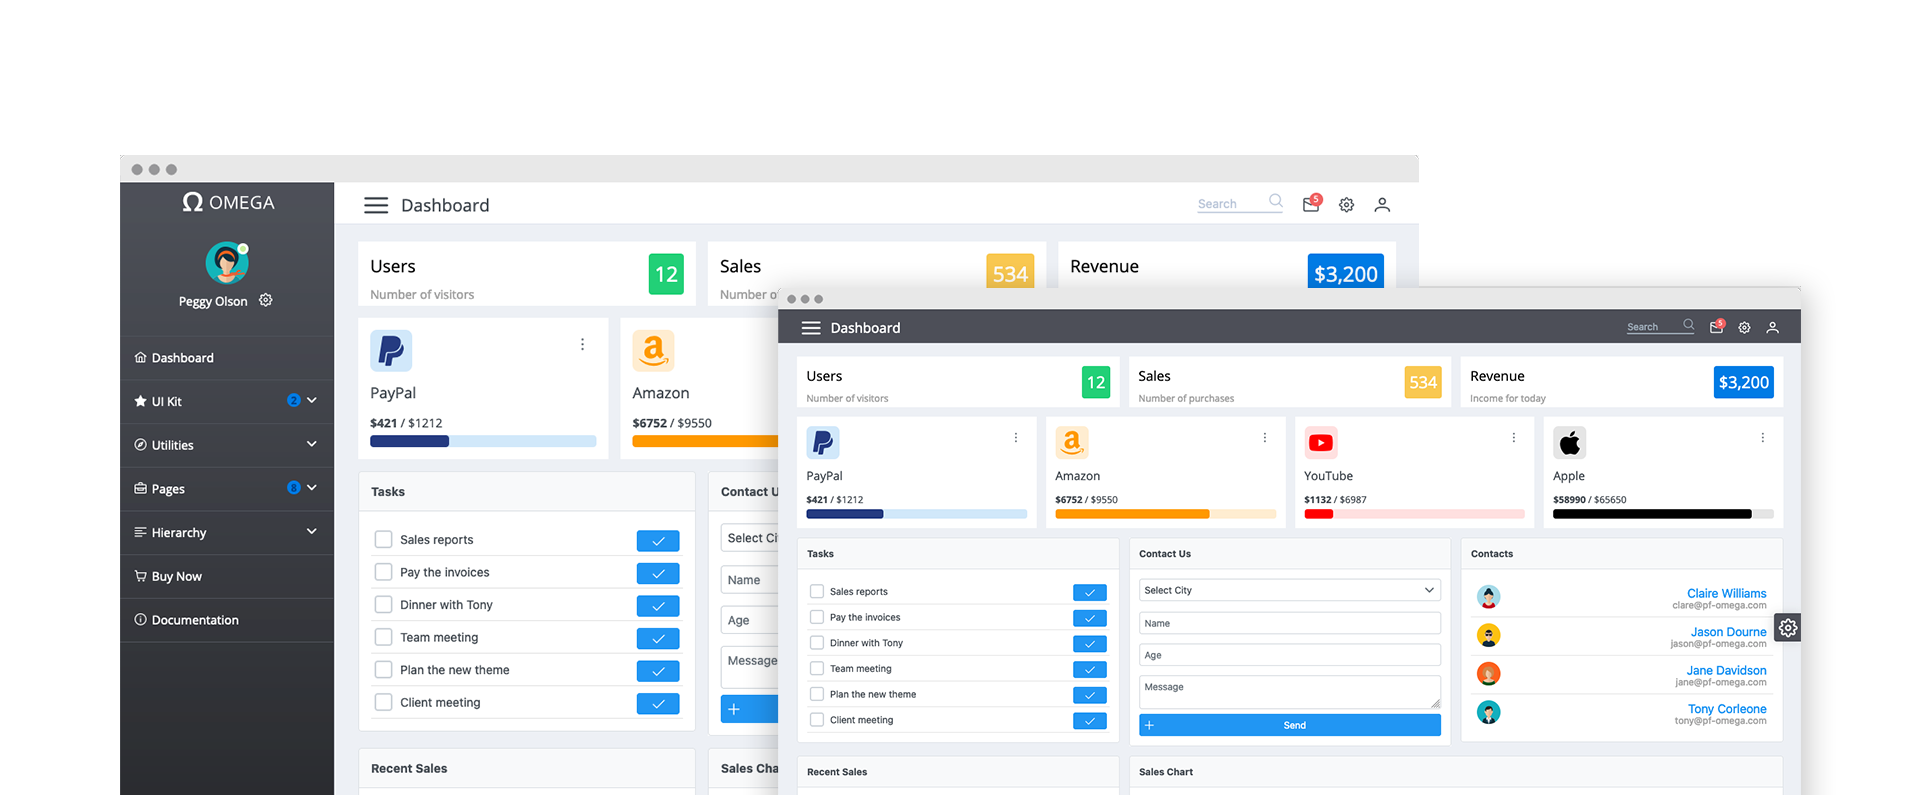 Ω OMEGA
Peggy Olson
Dashboard
UI Kit 2
Utilities
Pages 8
Hierarchy
Buy Now
Documentation
Dashboard
Search
5
Users
Number of visitors
12
Sales
Number o
534
Revenue
$3,200
PayPal
$421 / $1212
Amazon
$6752 / $9550
Tasks
Sales reports
Pay the invoices
Dinner with Tony
Team meeting
Plan the new theme
Client meeting
Contact U
Select Ci
Name
Age
Message
Recent Sales
Sales Cha
Dashboard
Search
5
Users
Number of visitors
12
Sales
Number of purchases
534
Revenue
Income for today
$3,200
PayPal
$421 / $1212
Amazon
$6752 / $9550
YouTube
$1132 / $6987
Apple
$58990 / $65650
Tasks
Sales reports
Pay the invoices
Dinner with Tony
Team meeting
Plan the new theme
Client meeting
Contact Us
Select City
Name
Age
Message
Send
Contacts
Claire Williams
clare@pf-omega.com
Jason Dourne
jason@pf-omega.com
Jane Davidson
jane@pf-omega.com
Tony Corleone
tony@pf-omega.com
Recent Sales
Sales Chart